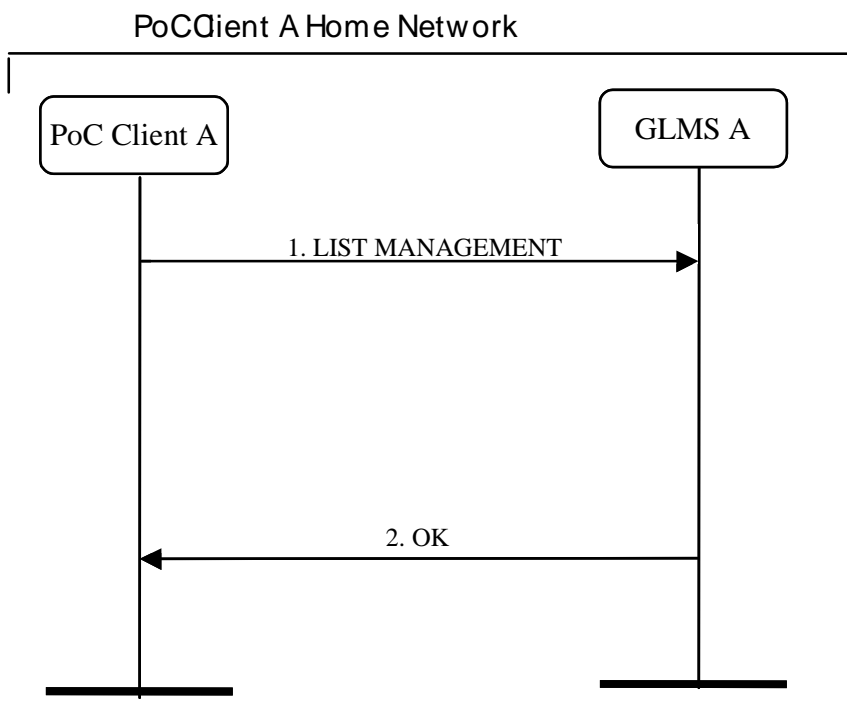 PoCClient A Home Network
PoC Client A
GLMS A
1. LIST MANAGEMENT
2. OK